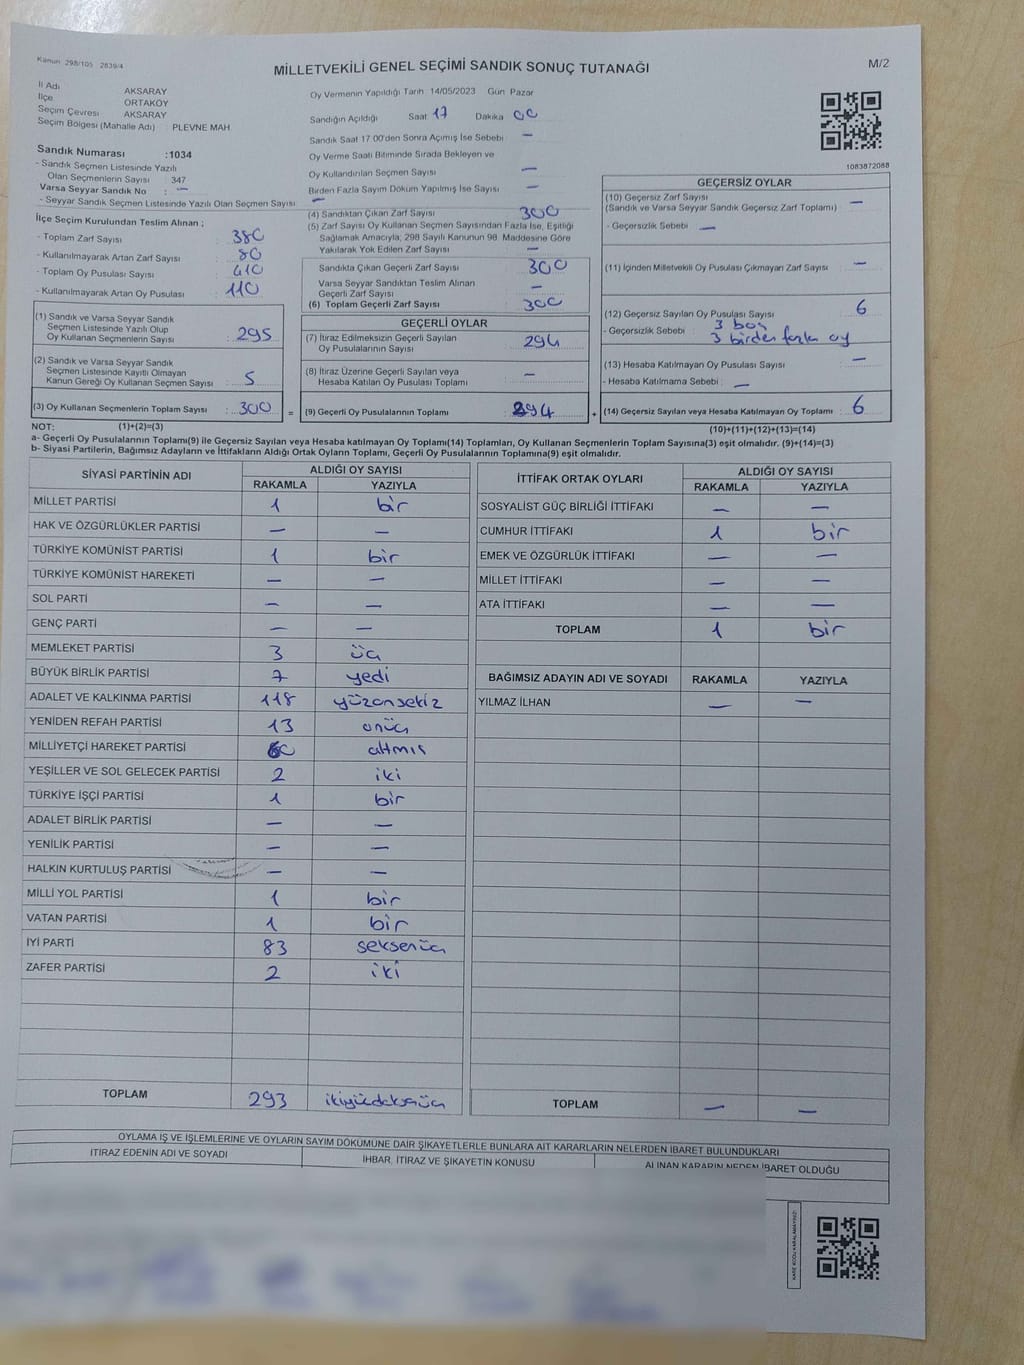 Kanun 298/105 2839/4
MİLLETVEKİLİ GENEL SEÇİMİ SANDIK SONUÇ TUTANAĞI
M/2
İl Adı AKSARAY
İlçe ORTAKÖY
Seçim Çevresi AKSARAY
Seçim Bölgesi (Mahalle Adı) PLEVNE MAH
Sandık Numarası :1034
- Sandık Seçmen Listesinde Yazılı
Olan Seçmenlerin Sayısı : 347
Varsa Seyyar Sandık No : —
- Seyyar Sandık Seçmen Listesinde Yazılı Olan Seçmen Sayısı : —
Oy Vermenin Yapıldığı Tarih 14/05/2023 Gün Pazar
Sandığın Açıldığı Saat 17 Dakika 00
Sandık Saat 17 00'den Sonra Açımış İse Sebebi —
Oy Verme Saati Bitiminde Sırada Bekleyen ve
Oy Kullandırılan Seçmen Sayısı —
Birden Fazla Sayım Döküm Yapılmış İse Sayısı —
1083872088
İlçe Seçim Kurulundan Teslim Alınan ;
- Toplam Zarf Sayısı : 380
- Kullanılmayarak Artan Zarf Sayısı : 80
- Toplam Oy Pusulası Sayısı : 410
- Kullanılmayarak Artan Oy Pusulası : 110
(1) Sandık ve Varsa Seyyar Sandık
Seçmen Listesinde Yazılı Olup
Oy Kullanan Seçmenlerin Sayısı : 295
(2) Sandık ve Varsa Seyyar Sandık
Seçmen Listesinde Kayıtlı Olmayan
Kanun Gereği Oy Kullanan Seçmen Sayısı : 5
(3) Oy Kullanan Seçmenlerin Toplam Sayısı : 300 =
(4) Sandıktan Çıkan Zarf Sayısı 300
(5) Zarf Sayısı Oy Kullanan Seçmen Sayısından Fazla İse, Eşitliği
Sağlamak Amacıyla; 298 Sayılı Kanunun 98. Maddesine Göre
Yakılarak Yok Edilen Zarf Sayısı —
Sandıkta Çıkan Geçerli Zarf Sayısı 300
Varsa Seyyar Sandıktan Teslim Alınan
Geçerli Zarf Sayısı —
(6) Toplam Geçerli Zarf Sayısı 300
GEÇERLİ OYLAR
(7) İtiraz Edilmeksizin Geçerli Sayılan
Oy Pusulalarının Sayısı 294
(8) İtiraz Üzerine Geçerli Sayılan veya
Hesaba Katılan Oy Pusulası Toplamı —
(9) Geçerli Oy Pusulalarının Toplamı 294 +
GEÇERSİZ OYLAR
(10) Geçersiz Zarf Sayısı
(Sandık ve Varsa Seyyar Sandık Geçersiz Zarf Toplamı) —
- Geçersizlik Sebebi : —
(11) İçinden Milletvekili Oy Pusulası Çıkmayan Zarf Sayısı —
(12) Geçersiz Sayılan Oy Pusulası Sayısı : 6
- Geçersizlik Sebebi : 3 boş
3 birden fazla oy
(13) Hesaba Katılmayan Oy Pusulası Sayısı : —
- Hesaba Katılmama Sebebi : —
(14) Geçersiz Sayılan veya Hesaba Katılmayan Oy Toplamı : 6
NOT: (1)+(2)=(3)
(10)+(11)+(12)+(13)=(14)
a- Geçerli Oy Pusulalarının Toplamı(9) ile Geçersiz Sayılan veya Hesaba katılmayan Oy Toplamı(14) Toplamları, Oy Kullanan Seçmenlerin Toplam Sayısına(3) eşit olmalıdır. (9)+(14)=(3)
b- Siyasi Partilerin, Bağımsız Adayların ve İttifakların Aldığı Ortak Oyların Toplamı, Geçerli Oy Pusulalarının Toplamına(9) eşit olmalıdır.
SİYASİ PARTİNİN ADI ALDIĞI OY SAYISI
RAKAMLA YAZIYLA
MİLLET PARTİSİ 1 bir
HAK VE ÖZGÜRLÜKLER PARTİSİ — —
TÜRKİYE KOMÜNİST PARTİSİ 1 bir
TÜRKİYE KOMÜNİST HAREKETİ — —
SOL PARTİ — —
GENÇ PARTİ — —
MEMLEKET PARTİSİ 3 üç
BÜYÜK BİRLİK PARTİSİ 7 yedi
ADALET VE KALKINMA PARTİSİ 118 yüzonsekiz
YENİDEN REFAH PARTİSİ 13 onüç
MİLLİYETÇİ HAREKET PARTİSİ 60 altmış
YEŞİLLER VE SOL GELECEK PARTİSİ 2 iki
TÜRKİYE İŞÇİ PARTİSİ 1 bir
ADALET BİRLİK PARTİSİ — —
YENİLİK PARTİSİ — —
HALKIN KURTULUŞ PARTİSİ — —
MİLLİ YOL PARTİSİ 1 bir
VATAN PARTİSİ 1 bir
İYİ PARTİ 83 seksenüç
ZAFER PARTİSİ 2 iki
TOPLAM 293 ikiyüzdoksanüç
İTTİFAK ORTAK OYLARI ALDIĞI OY SAYISI
RAKAMLA YAZIYLA
SOSYALİST GÜÇ BİRLİĞİ İTTİFAKI — —
CUMHUR İTTİFAKI 1 bir
EMEK VE ÖZGÜRLÜK İTTİFAKI — —
MİLLET İTTİFAKI — —
ATA İTTİFAKI — —
TOPLAM 1 bir
BAĞIMSIZ ADAYIN ADI VE SOYADI RAKAMLA YAZIYLA
YILMAZ İLHAN — —
TOPLAM — —
OYLAMA İŞ VE İŞLEMLERİNE VE OYLARIN SAYIM DÖKÜMÜNE DAİR ŞİKAYETLERLE BUNLARA AİT KARARLARIN NELERDEN İBARET BULUNDUKLARI
İTİRAZ EDENİN ADI VE SOYADI
İHBAR, İTİRAZ VE ŞİKAYETİN KONUSU
ALINAN KARARIN NEDEN İBARET OLDUĞU
KARE KODU KARALAMAYINIZ!